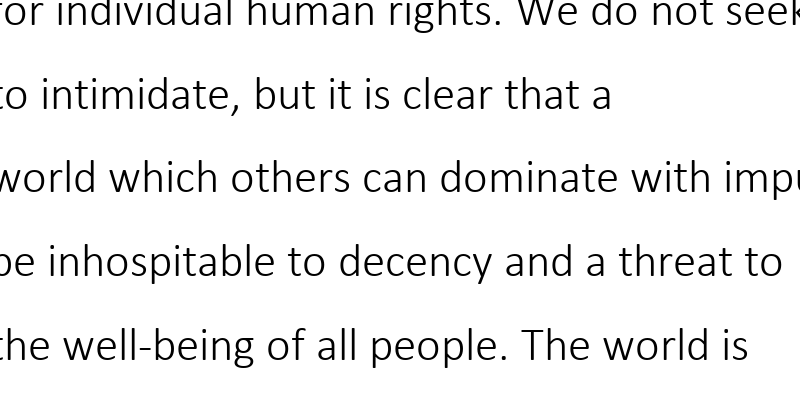 for individual human rights. We do not seek
to intimidate, but it is clear that a
world which others can dominate with impu
be inhospitable to decency and a threat to
the well-being of all people. The world is